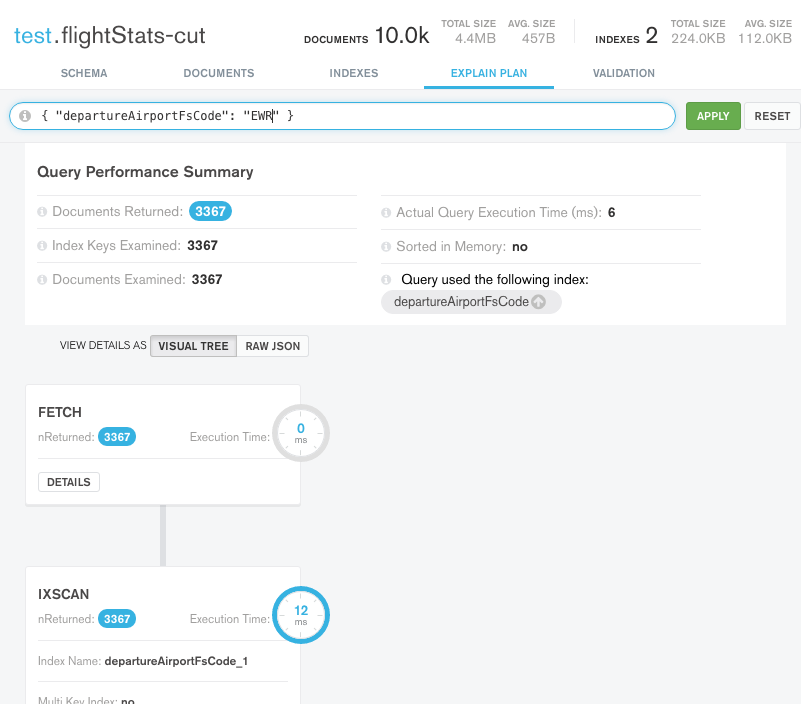 test.flightStats-cut
DOCUMENTS 10.0k TOTAL SIZE 4.4MB AVG. SIZE 457B INDEXES 2 TOTAL SIZE 224.0KB AVG. SIZE 112.0KB
SCHEMA DOCUMENTS INDEXES EXPLAIN PLAN VALIDATION
{ "departureAirportFsCode": "EWR" } APPLY RESET
Query Performance Summary
Documents Returned: 3367
Index Keys Examined: 3367
Documents Examined: 3367
Actual Query Execution Time (ms): 6
Sorted in Memory: no
Query used the following index:
departureAirportFsCode
VIEW DETAILS AS VISUAL TREE RAW JSON
FETCH
nReturned: 3367 Execution Time: 0 ms
DETAILS
IXSCAN
nReturned: 3367 Execution Time: 12 ms
Index Name: departureAirportFsCode_1
Multi Key Index: no